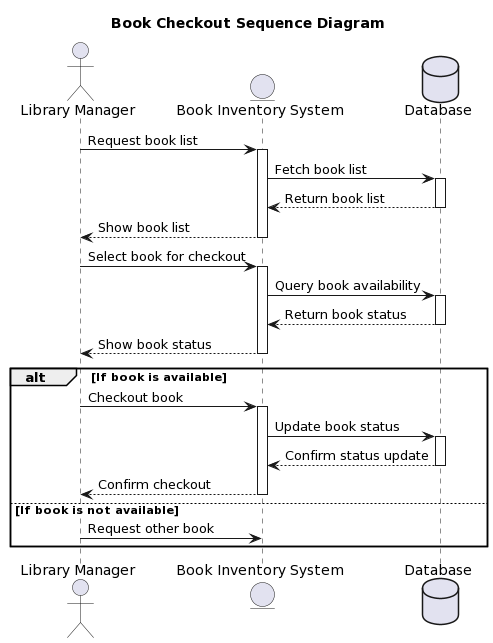 Book Checkout Sequence Diagram
Library Manager Book Inventory System Database
Request book list
Fetch book list
Return book list
Show book list
Select book for checkout
Query book availability
Return book status
Show book status
alt [If book is available]
Checkout book
Update book status
Confirm status update
Confirm checkout
[If book is not available]
Request other book
Library Manager Book Inventory System Database